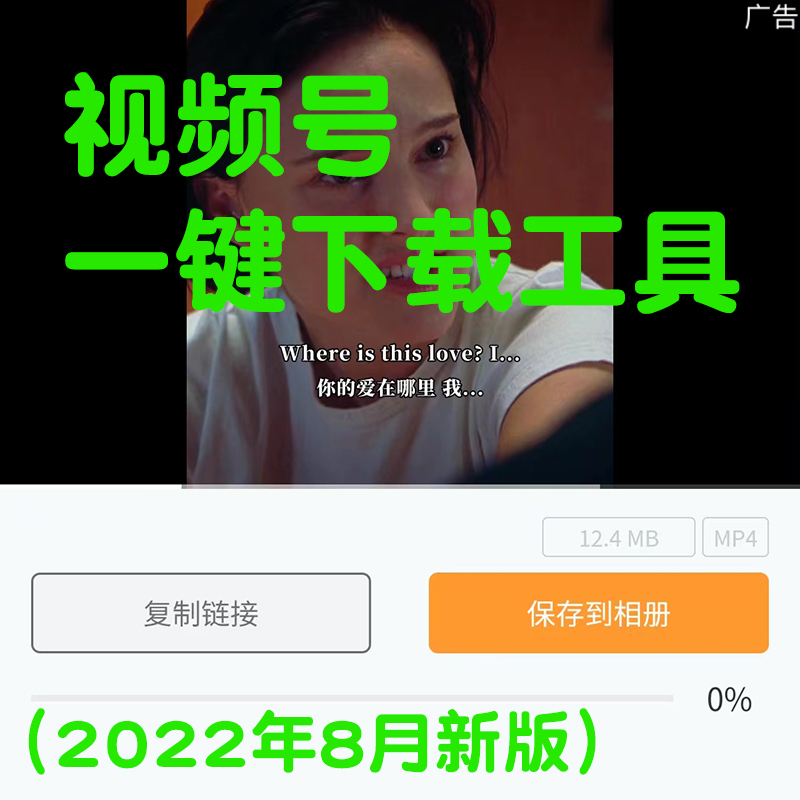 广告
视频号
一键下载工具
Where is this love? I...
你的爱在哪里 我...
12.4 MB MP4
复制链接 保存到相册
0%
(2022年8月新版)